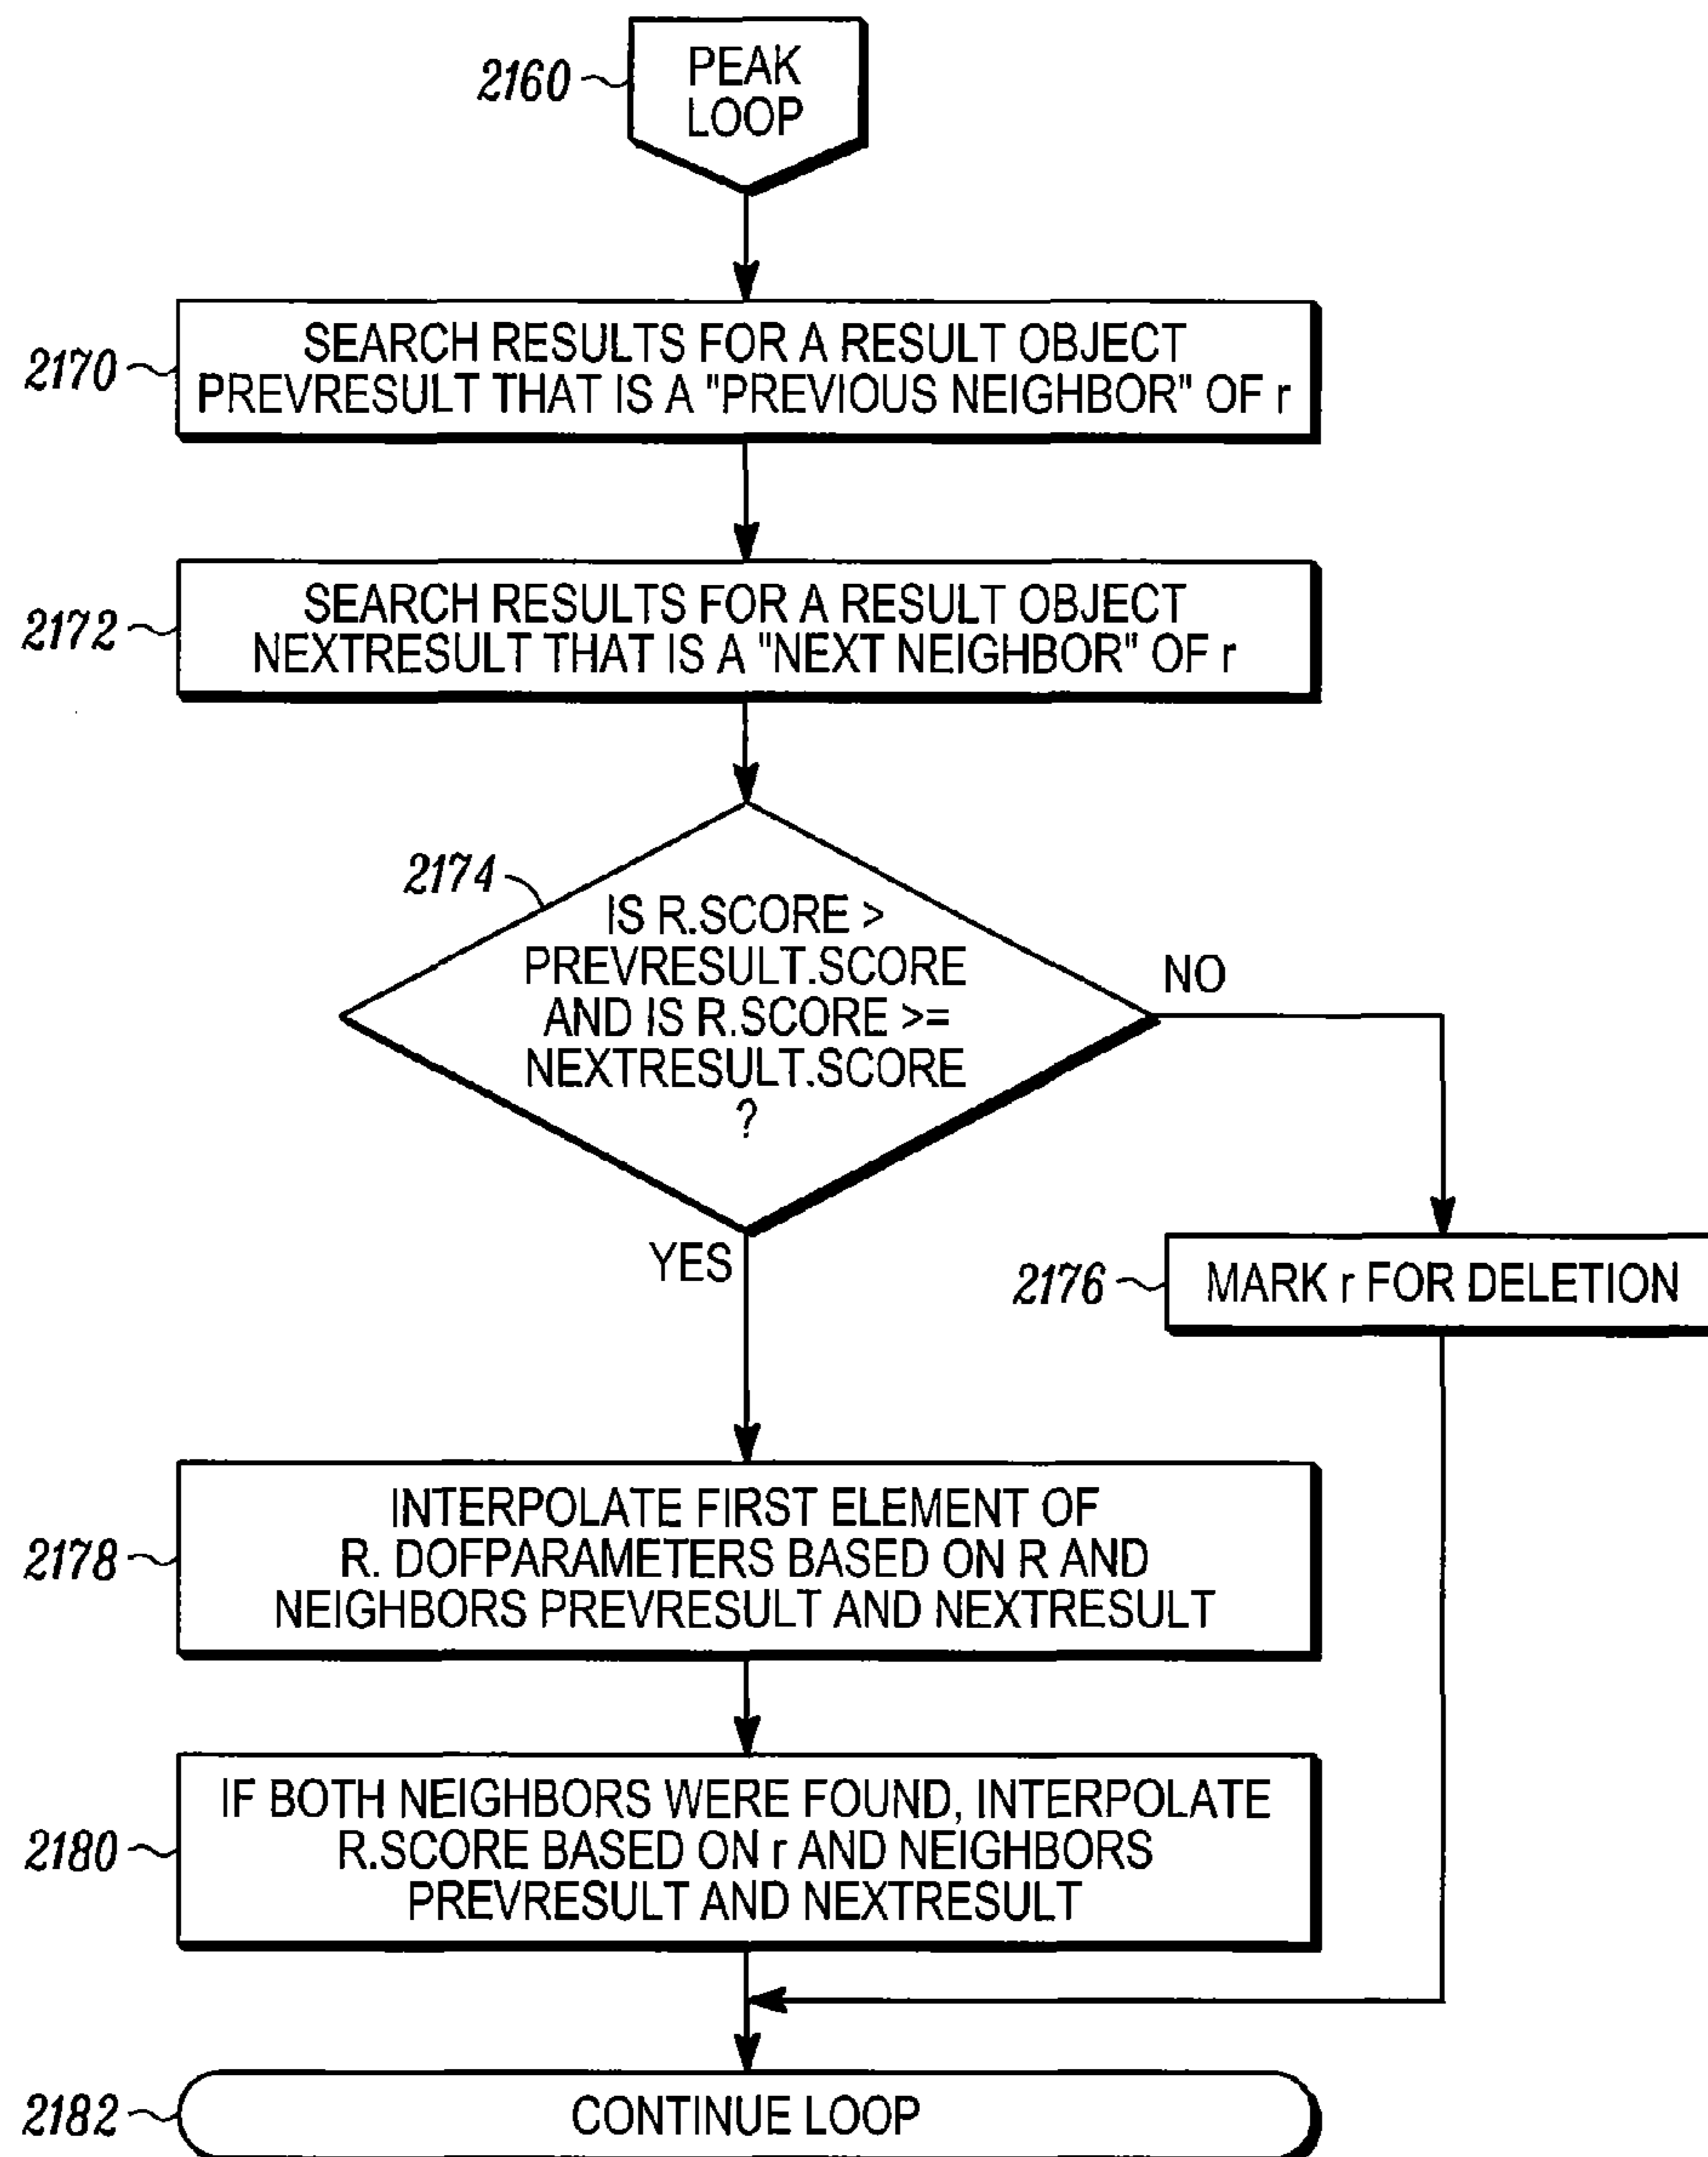 2160
PEAK
LOOP
2170
SEARCH RESULTS FOR A RESULT OBJECT
PREVRESULT THAT IS A "PREVIOUS NEIGHBOR" OF r
2172
SEARCH RESULTS FOR A RESULT OBJECT
NEXTRESULT THAT IS A "NEXT NEIGHBOR" OF r
2174
IS R.SCORE >
PREVRESULT.SCORE
AND IS R.SCORE >=
NEXTRESULT.SCORE
?
NO
YES
2176
MARK r FOR DELETION
2178
INTERPOLATE FIRST ELEMENT OF
R. DOFPARAMETERS BASED ON R AND
NEIGHBORS PREVRESULT AND NEXTRESULT
2180
IF BOTH NEIGHBORS WERE FOUND, INTERPOLATE
R.SCORE BASED ON r AND NEIGHBORS
PREVRESULT AND NEXTRESULT
2182
CONTINUE LOOP